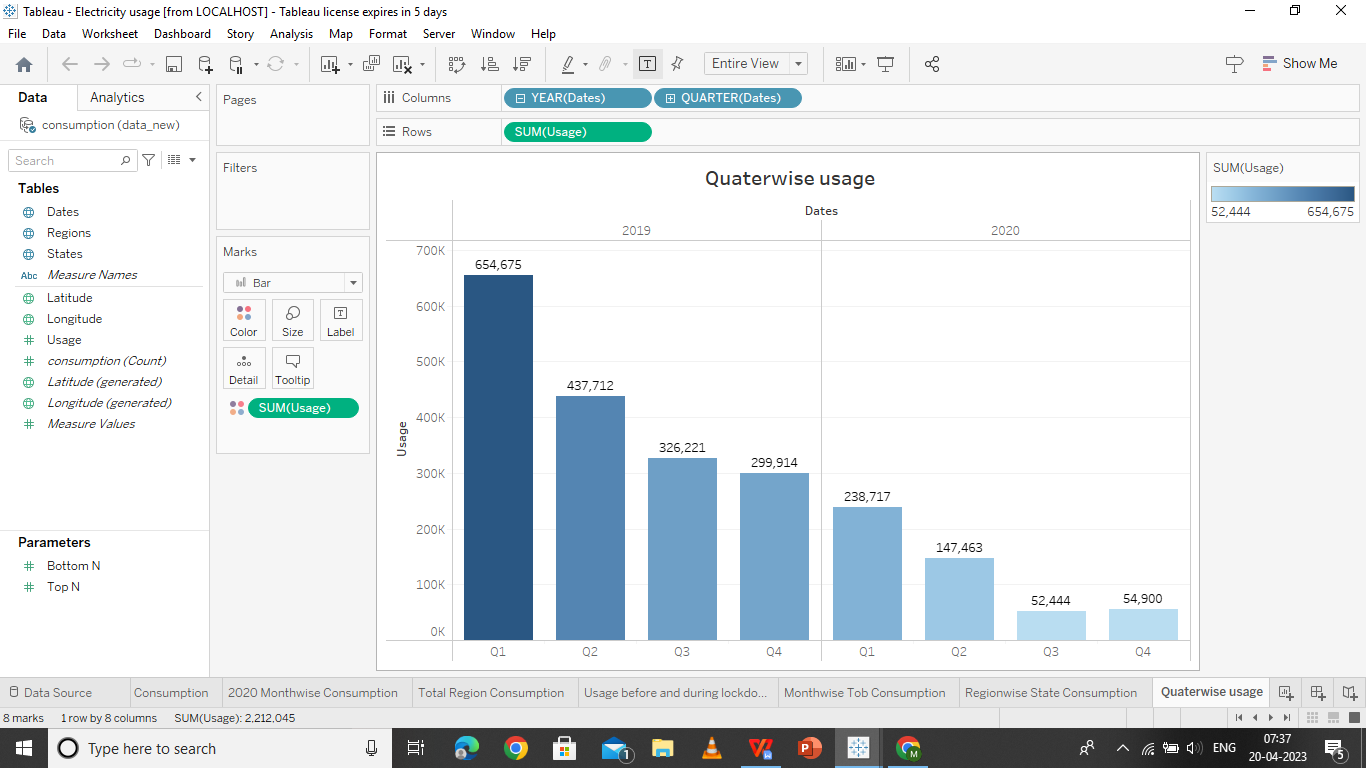 Tableau - Electricity usage [from LOCALHOST] - Tableau license expires in 5 days
File Data Worksheet Dashboard Story Analysis Map Format Server Window Help
Entire View
Show Me
Data Analytics
consumption (data_new)
Search
Tables
Dates
Regions
States
Abc Measure Names
Latitude
Longitude
Usage
consumption (Count)
Latitude (generated)
Longitude (generated)
Measure Values
Parameters
Bottom N
Top N
Pages
Filters
Marks
Bar
Color Size Label
Detail Tooltip
SUM(Usage)
Columns YEAR(Dates) QUARTER(Dates)
Rows SUM(Usage)
Quaterwise usage
Dates
2019 2020
Usage
700K
600K
500K
400K
300K
200K
100K
0K
654,675
437,712
326,221
299,914
238,717
147,463
52,444
54,900
Q1 Q2 Q3 Q4 Q1 Q2 Q3 Q4
SUM(Usage)
52,444 654,675
Data Source Consumption 2020 Monthwise Consumption Total Region Consumption Usage before and during lockdo... Monthwise Tob Consumption Regionwise State Consumption Quaterwise usage
8 marks 1 row by 8 columns SUM(Usage): 2,212,045
Type here to search
1
W
P
M
ENG
07:37
20-04-2023
5